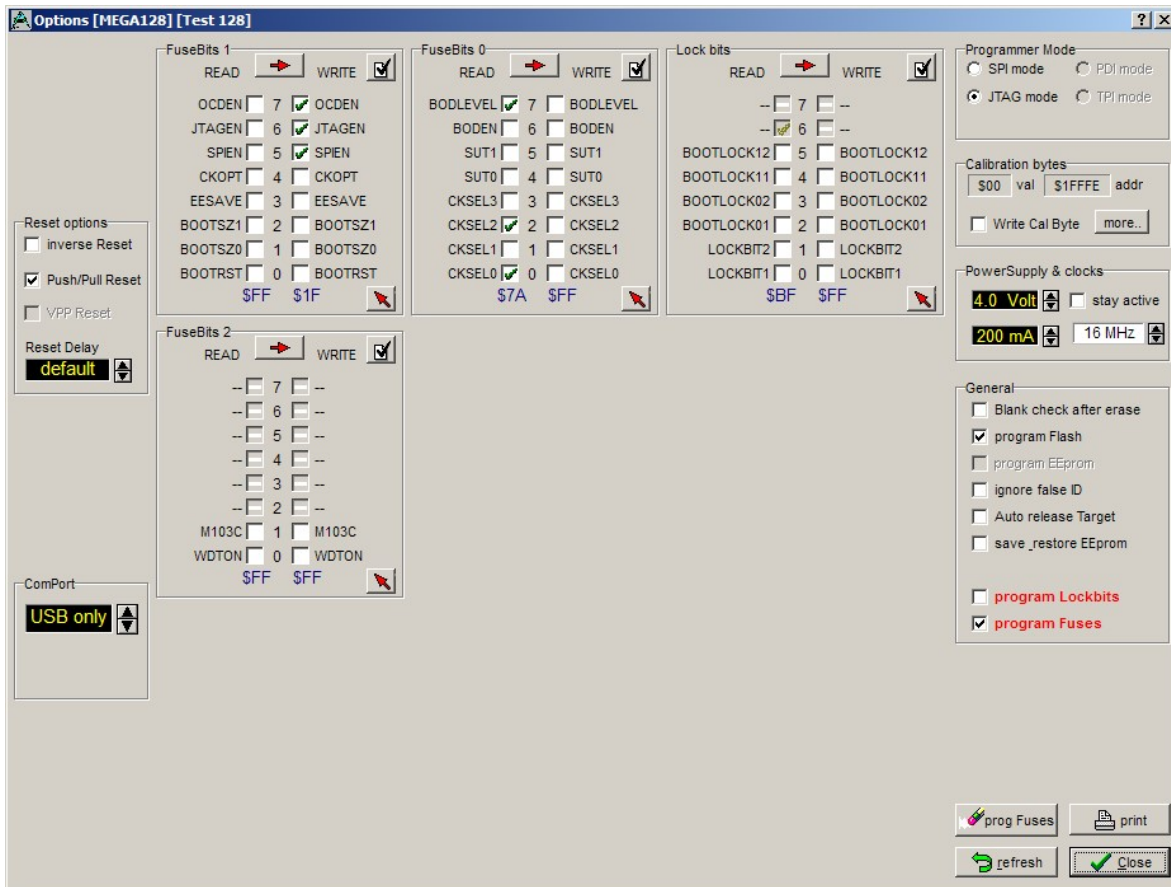 Options [MEGA128] [Test 128]
Reset options
inverse Reset
Push/Pull Reset
VPP Reset
Reset Delay
default
ComPort
USB only
FuseBits 1
READ WRITE
OCDEN 7 OCDEN
JTAGEN 6 JTAGEN
SPIEN 5 SPIEN
CKOPT 4 CKOPT
EESAVE 3 EESAVE
BOOTSZ1 2 BOOTSZ1
BOOTSZ0 1 BOOTSZ0
BOOTRST 0 BOOTRST
$FF $1F
FuseBits 2
READ WRITE
-- 7 --
-- 6 --
-- 5 --
-- 4 --
-- 3 --
-- 2 --
M103C 1 M103C
WDTON 0 WDTON
$FF $FF
FuseBits 0
READ WRITE
BODLEVEL 7 BODLEVEL
BODEN 6 BODEN
SUT1 5 SUT1
SUT0 4 SUT0
CKSEL3 3 CKSEL3
CKSEL2 2 CKSEL2
CKSEL1 1 CKSEL1
CKSEL0 0 CKSEL0
$7A $FF
Lock bits
READ WRITE
-- 7 --
-- 6 --
BOOTLOCK12 5 BOOTLOCK12
BOOTLOCK11 4 BOOTLOCK11
BOOTLOCK02 3 BOOTLOCK02
BOOTLOCK01 2 BOOTLOCK01
LOCKBIT2 1 LOCKBIT2
LOCKBIT1 0 LOCKBIT1
$BF $FF
Programmer Mode
SPI mode PDI mode
JTAG mode TPI mode
Calibration bytes
$00 val $1FFFE addr
Write Cal Byte more..
PowerSupply & clocks
4.0 Volt stay active
200 mA 16 MHz
General
Blank check after erase
program Flash
program EEprom
ignore false ID
Auto release Target
save_restore EEprom
program Lockbits
program Fuses
prog Fuses print
refresh Close